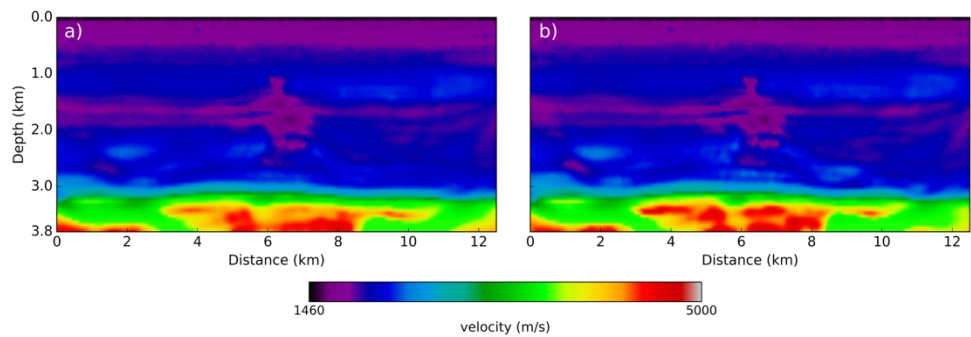 a)
b)
0.0
1.0
2.0
3.0
3.8
Depth (km)
0 2 4 6 8 10 12
0 2 4 6 8 10 12
Distance (km)
Distance (km)
1460 5000
velocity (m/s)